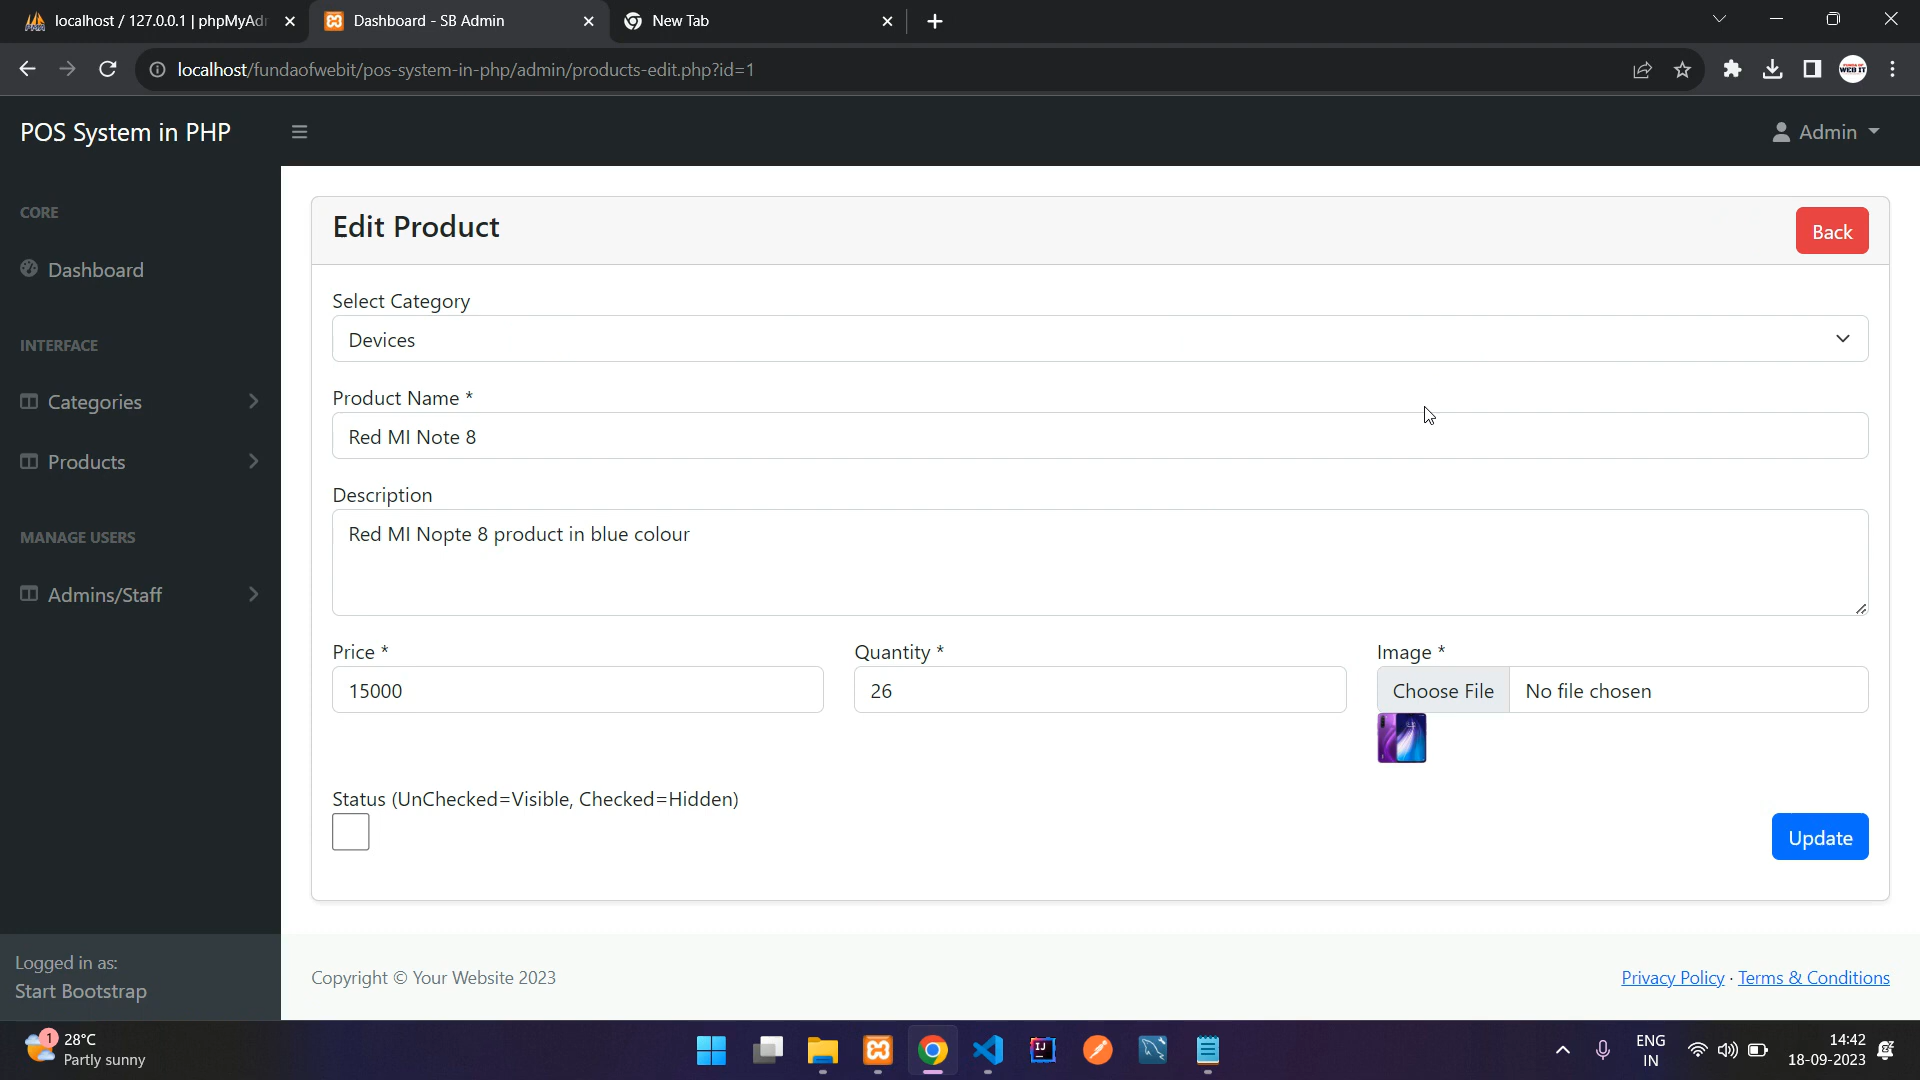 localhost / 127.0.0.1 | phpMyAdr
Dashboard - SB Admin
New Tab
localhost/fundaofwebit/pos-system-in-php/admin/products-edit.php?id=1
POS System in PHP
Admin
CORE
Dashboard
INTERFACE
Categories
Products
MANAGE USERS
Admins/Staff
Logged in as:
Start Bootstrap
Edit Product
Back
Select Category
Devices
Product Name *
Red MI Note 8
Description
Red MI Nopte 8 product in blue colour
Price *
Quantity *
Image *
15000
26
Choose File No file chosen
Status (UnChecked=Visible, Checked=Hidden)
Update
Copyright © Your Website 2023
Privacy Policy · Terms & Conditions
1
28°C
Partly sunny
ENG
IN
14:42
18-09-2023